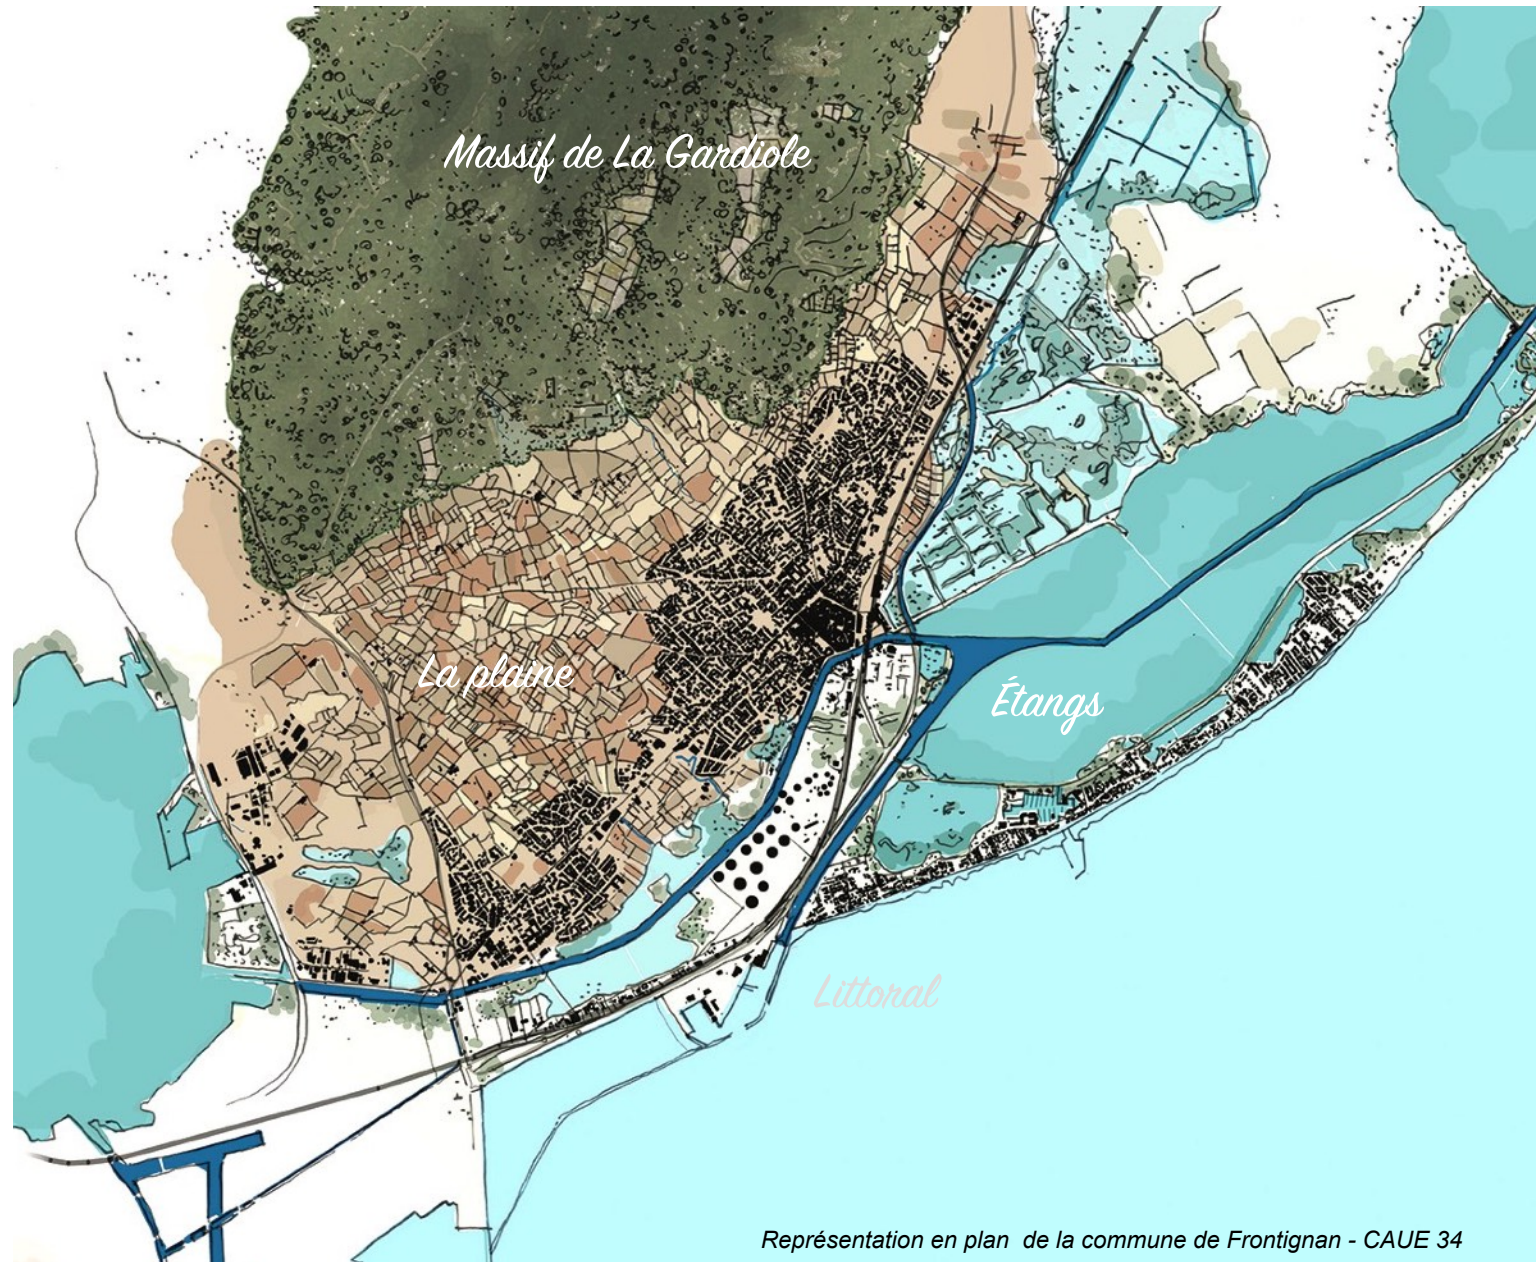 Massif de La Gardiole
La plaine
Étangs
Littoral
Représentation en plan de la commune de Frontignan - CAUE 34